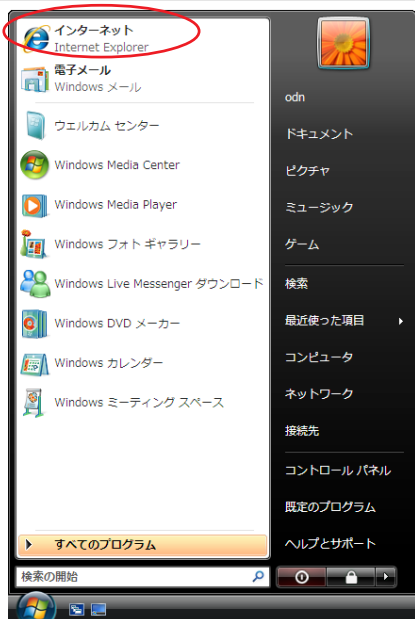 インターネット
Internet Explorer
電子メール
Windows メール
ウェルカム センター
Windows Media Center
Windows Media Player
Windows フォト ギャラリー
Windows Live Messenger ダウンロード
Windows DVD メーカー
Windows カレンダー
Windows ミーティング スペース
すべてのプログラム
検索の開始
odn
ドキュメント
ピクチャ
ミュージック
ゲーム
検索
最近使った項目
コンピュータ
ネットワーク
接続先
コントロール パネル
既定のプログラム
ヘルプとサポート